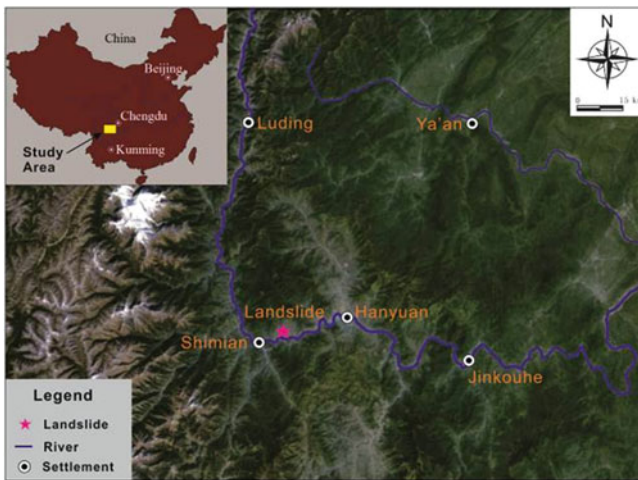 China
Beijing
Chengdu
Study
Area
Kunming
N
0 15 km
Luding
Ya'an
Landslide
Hanyuan
Shimian
Jinkouhe
Legend
Landslide
River
Settlement